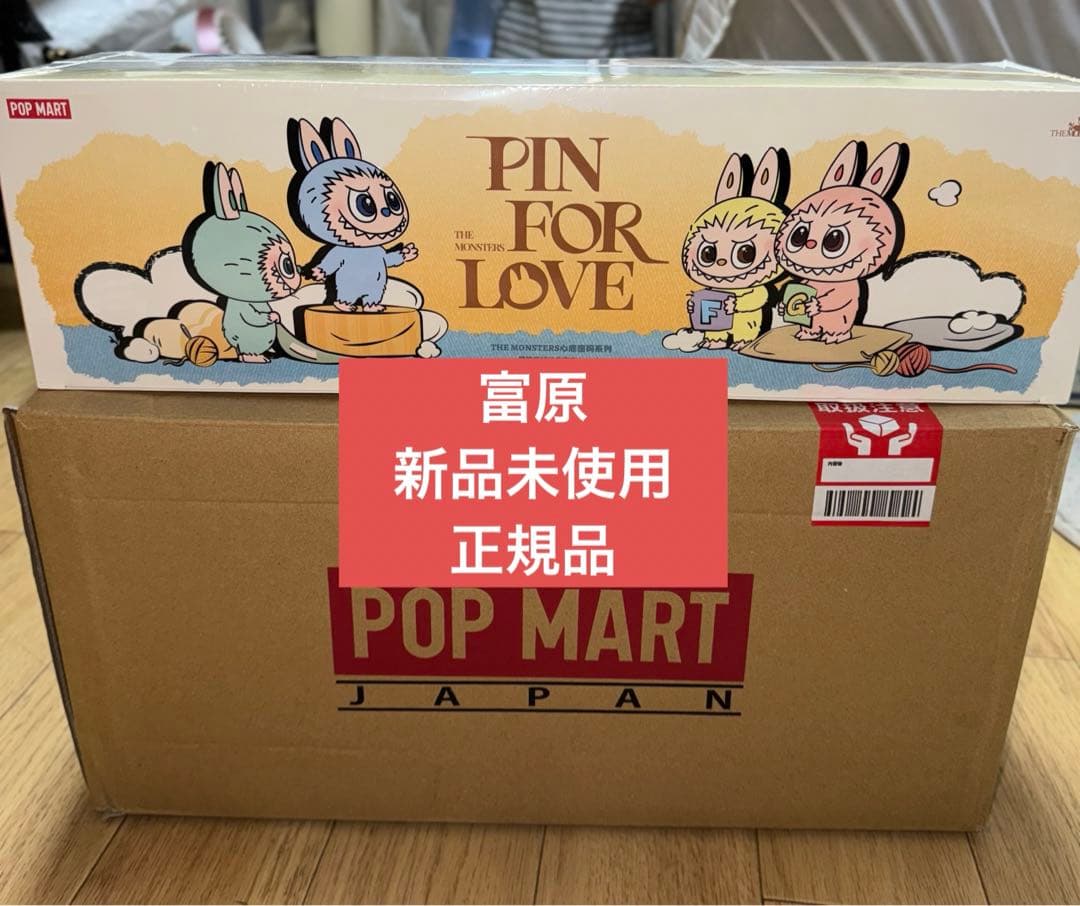 POP MART
PIN
FOR
THE
MONSTERS
LOVE
THE MONSTERS心底密码系列
F
G
富原
新品未使用
正規品
取扱注意
POP MART
JAPAN